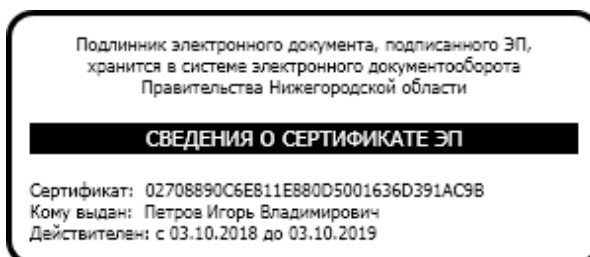 Подлинник электронного документа, подписанного ЭП,
хранится в системе электронного документооборота
Правительства Нижегородской области
СВЕДЕНИЯ О СЕРТИФИКАТЕ ЭП
Сертификат: 02708890C6E811E880D5001636D391AC9B
Кому выдан: Петров Игорь Владимирович
Действителен: с 03.10.2018 до 03.10.2019